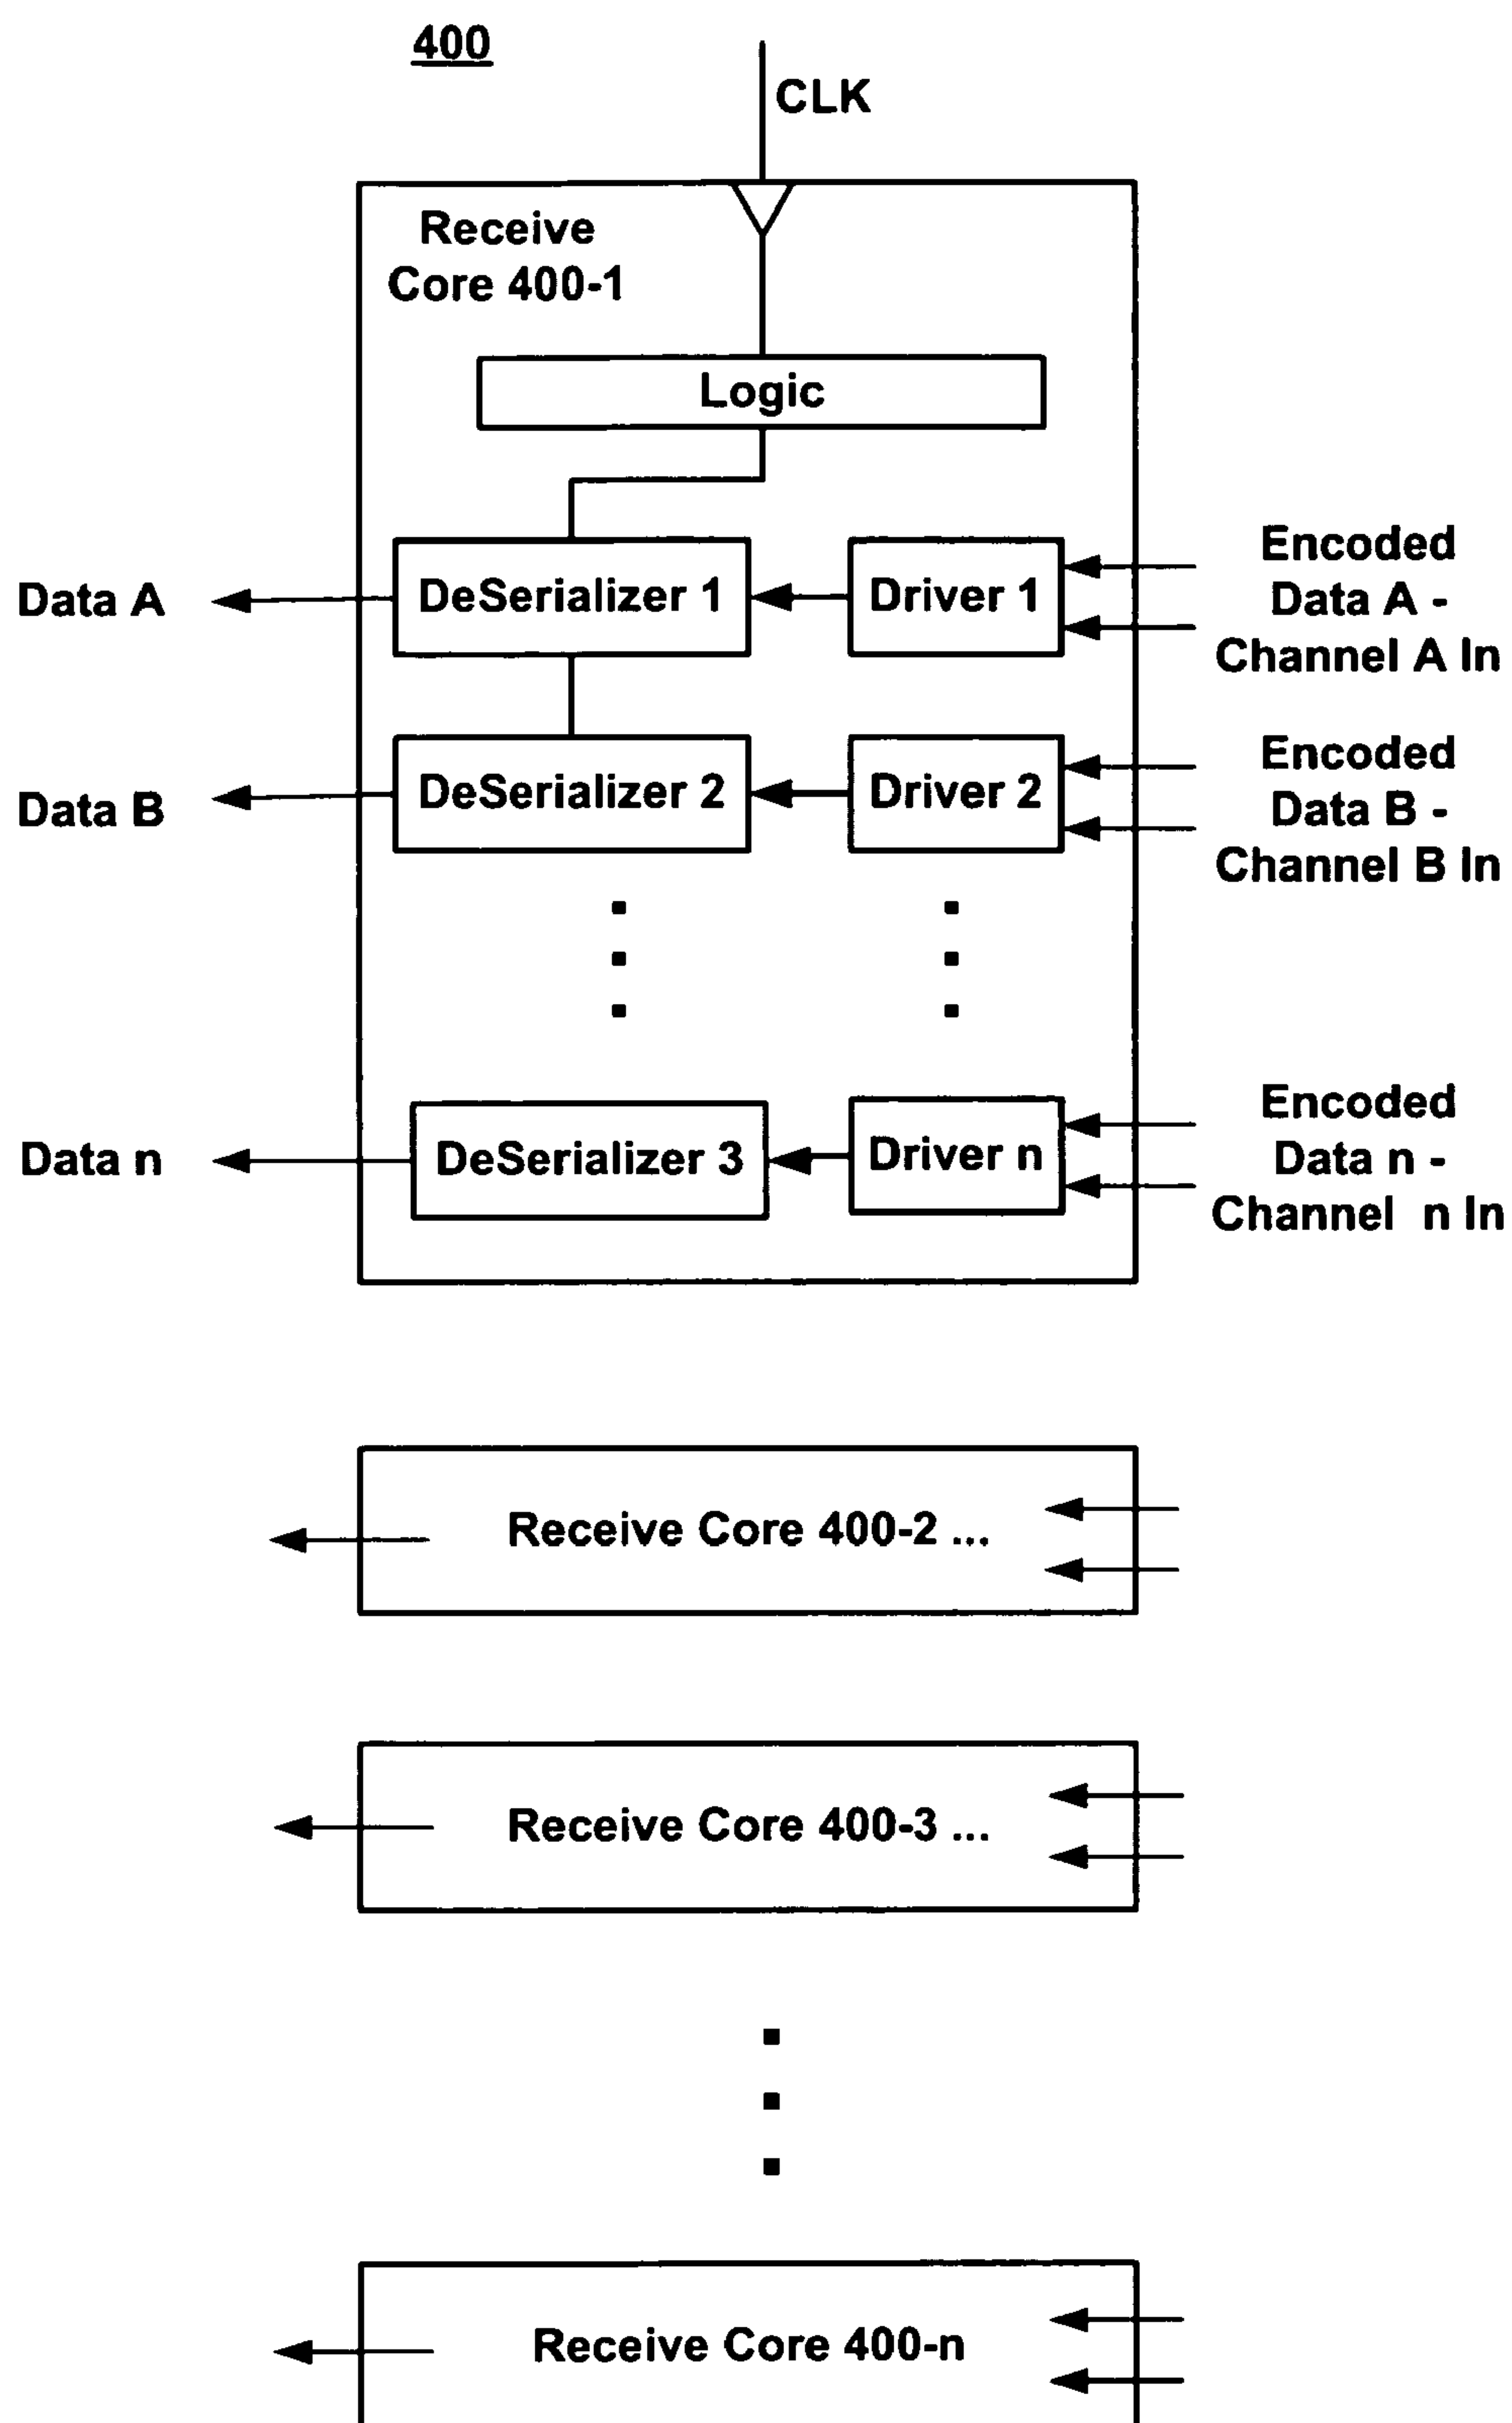 400
CLK
Receive
Core 400-1
Logic
Data A
DeSerializer 1
Driver 1
Encoded
Data A -
Channel A In
Data B
DeSerializer 2
Driver 2
Encoded
Data B -
Channel B In
Data n
DeSerializer 3
Driver n
Encoded
Data n -
Channel n In
Receive Core 400-2 ...
Receive Core 400-3 ...
Receive Core 400-n